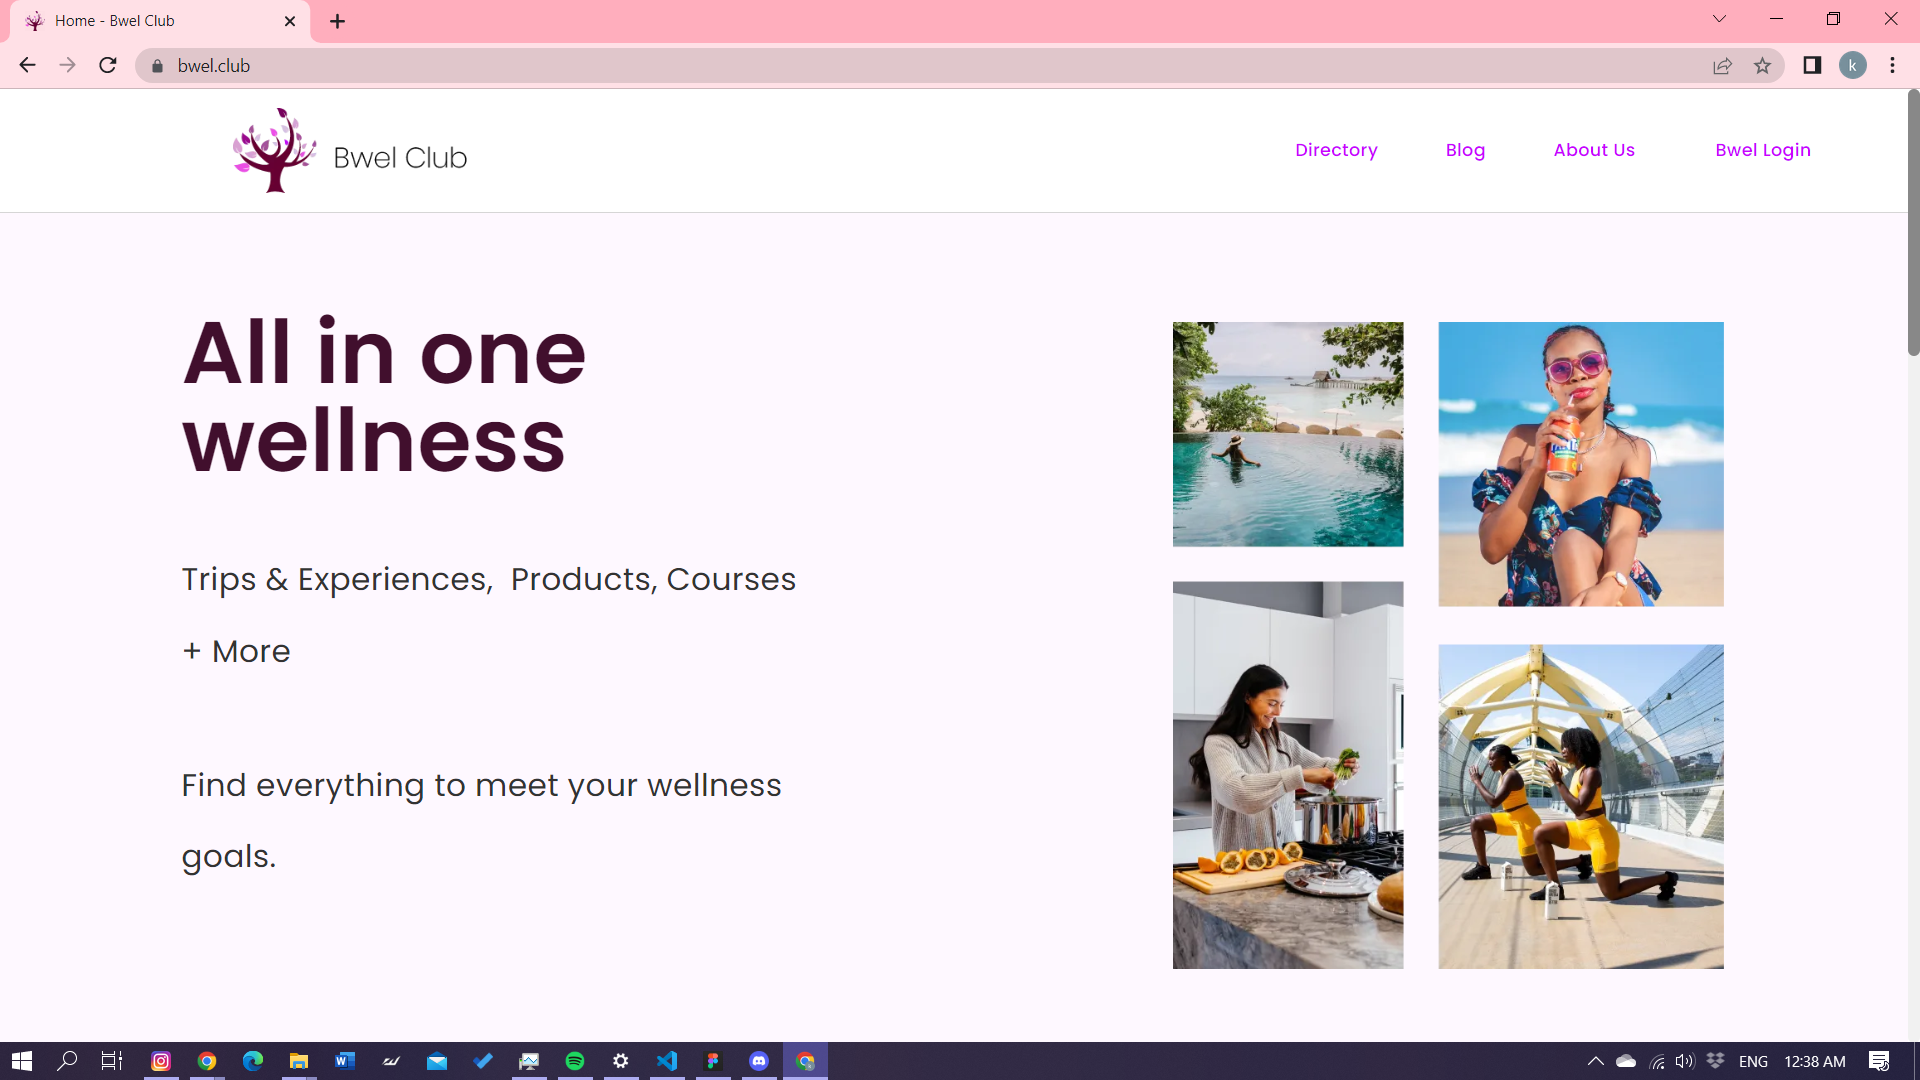 Home - Bwel Club
bwel.club
k
Bwel Club
Directory
Blog
About Us
Bwel Login
All in one
wellness
Trips & Experiences,  Products, Courses
+ More
Find everything to meet your wellness
goals.
ENG
12:38 AM